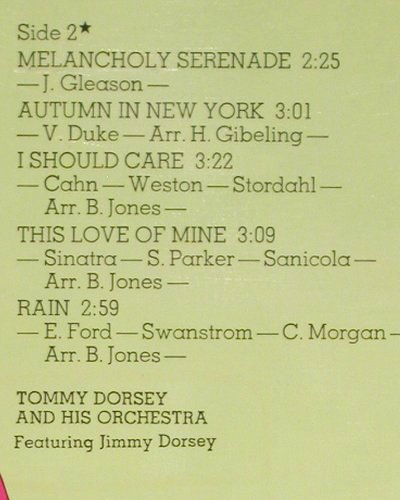 Side 2★
MELANCHOLY SERENADE 2:25
— J. Gleason —
AUTUMN IN NEW YORK 3:01
— V. Duke — Arr. H. Gibeling —
I SHOULD CARE 3:22
— Cahn — Weston — Stordahl —
Arr. B. Jones —
THIS LOVE OF MINE 3:09
— Sinatra — S. Parker — Sanicola —
Arr. B. Jones —
RAIN 2:59
— E. Ford — Swanstrom — C. Morgan —
Arr. B. Jones —
TOMMY DORSEY
AND HIS ORCHESTRA
Featuring Jimmy Dorsey